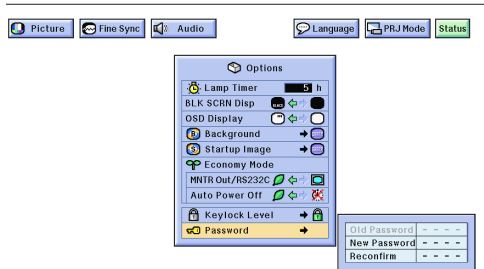 Picture Fine Sync Audio Language PRJ Mode Status
Options
Lamp Timer 5 h
BLK SCRN Disp
OSD Display
Background
Startup Image
Economy Mode
MNTR Out/RS232C
Auto Power Off
Keylock Level
Password
Old Password - - - -
New Password - - - -
Reconfirm - - - -